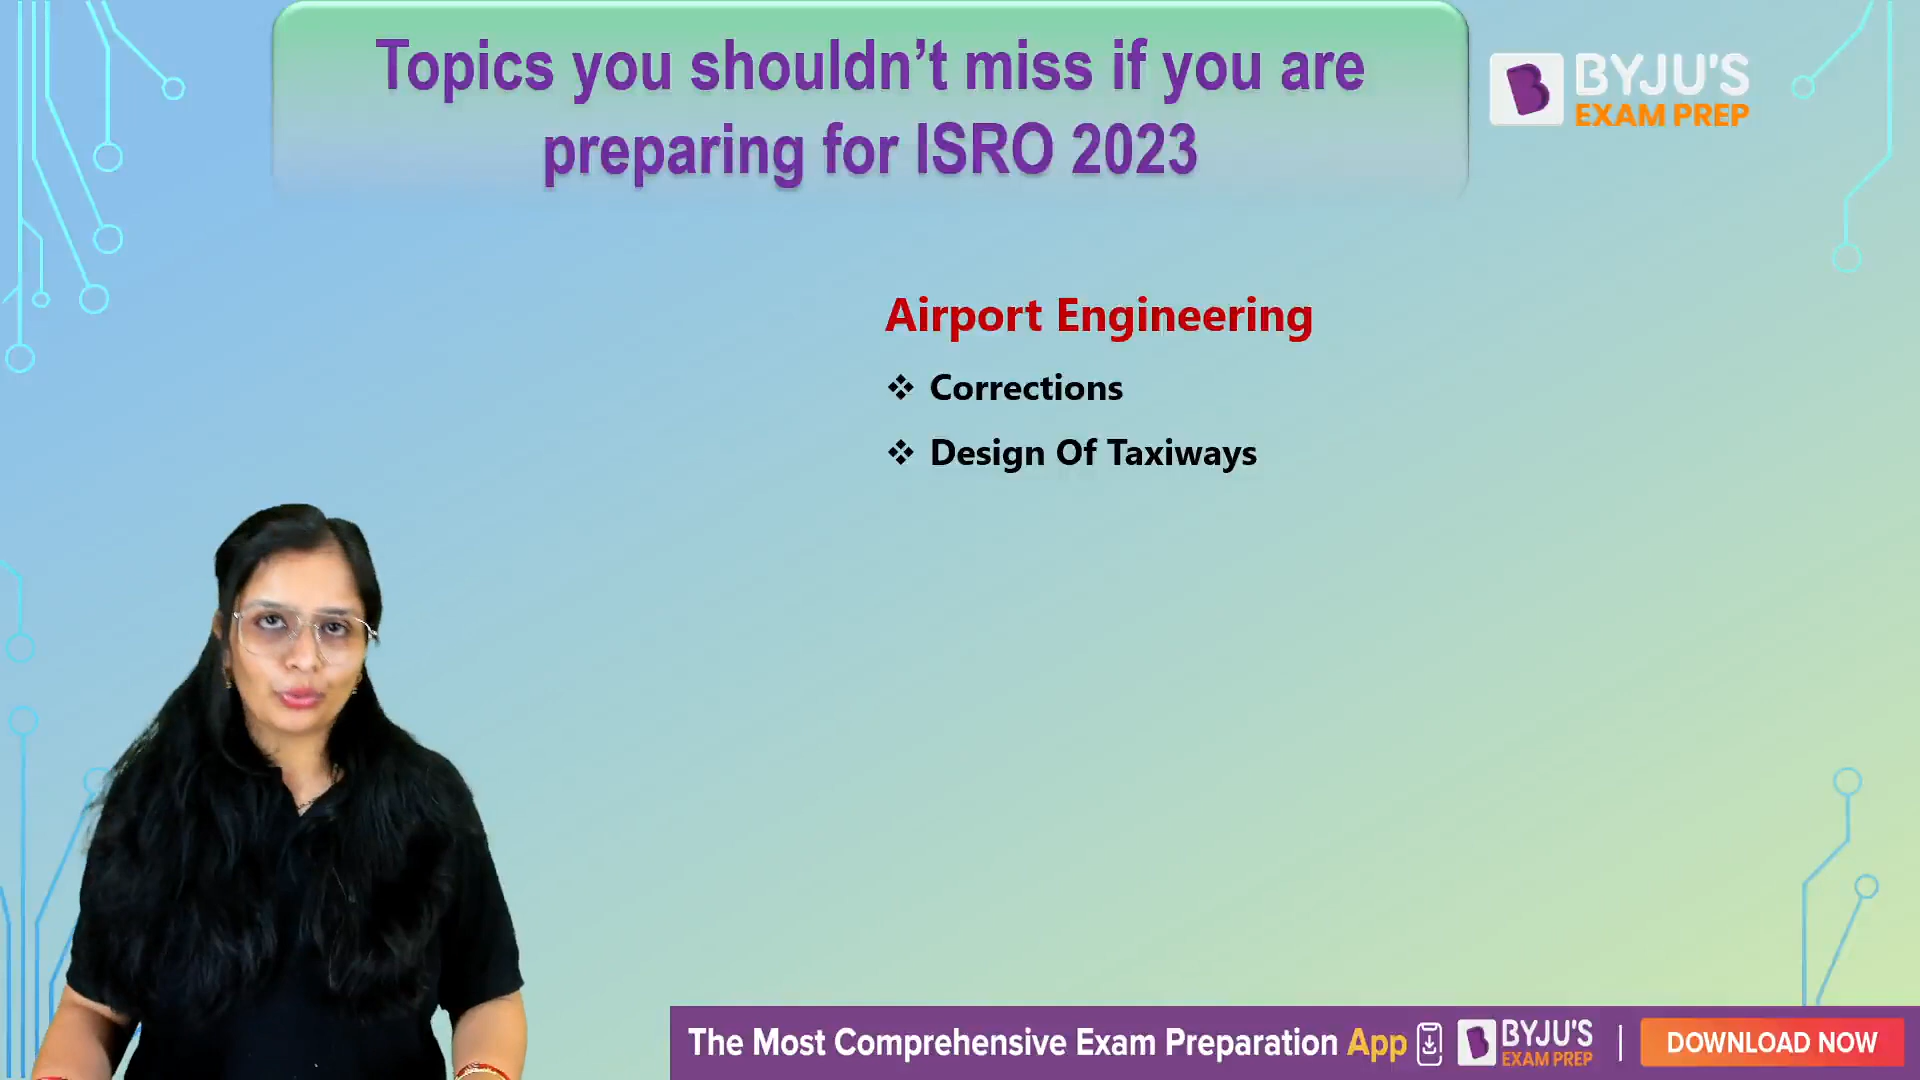 Topics you shouldn’t miss if you are
preparing for ISRO 2023
BYJU'S
EXAM PREP
Airport Engineering
❖ Corrections
❖ Design Of Taxiways
The Most Comprehensive Exam Preparation App BYJU'S EXAM PREP | DOWNLOAD NOW